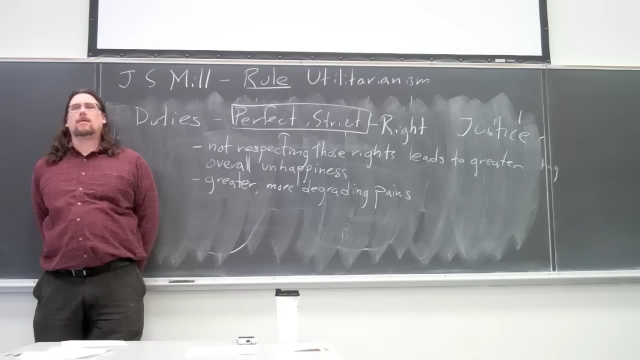 J S Mill - Rule Utilitarianism
Duties - Perfect, Strict - Right Justice
- not respecting those rights leads to greater
overall unhappiness
- greater, more degrading pains